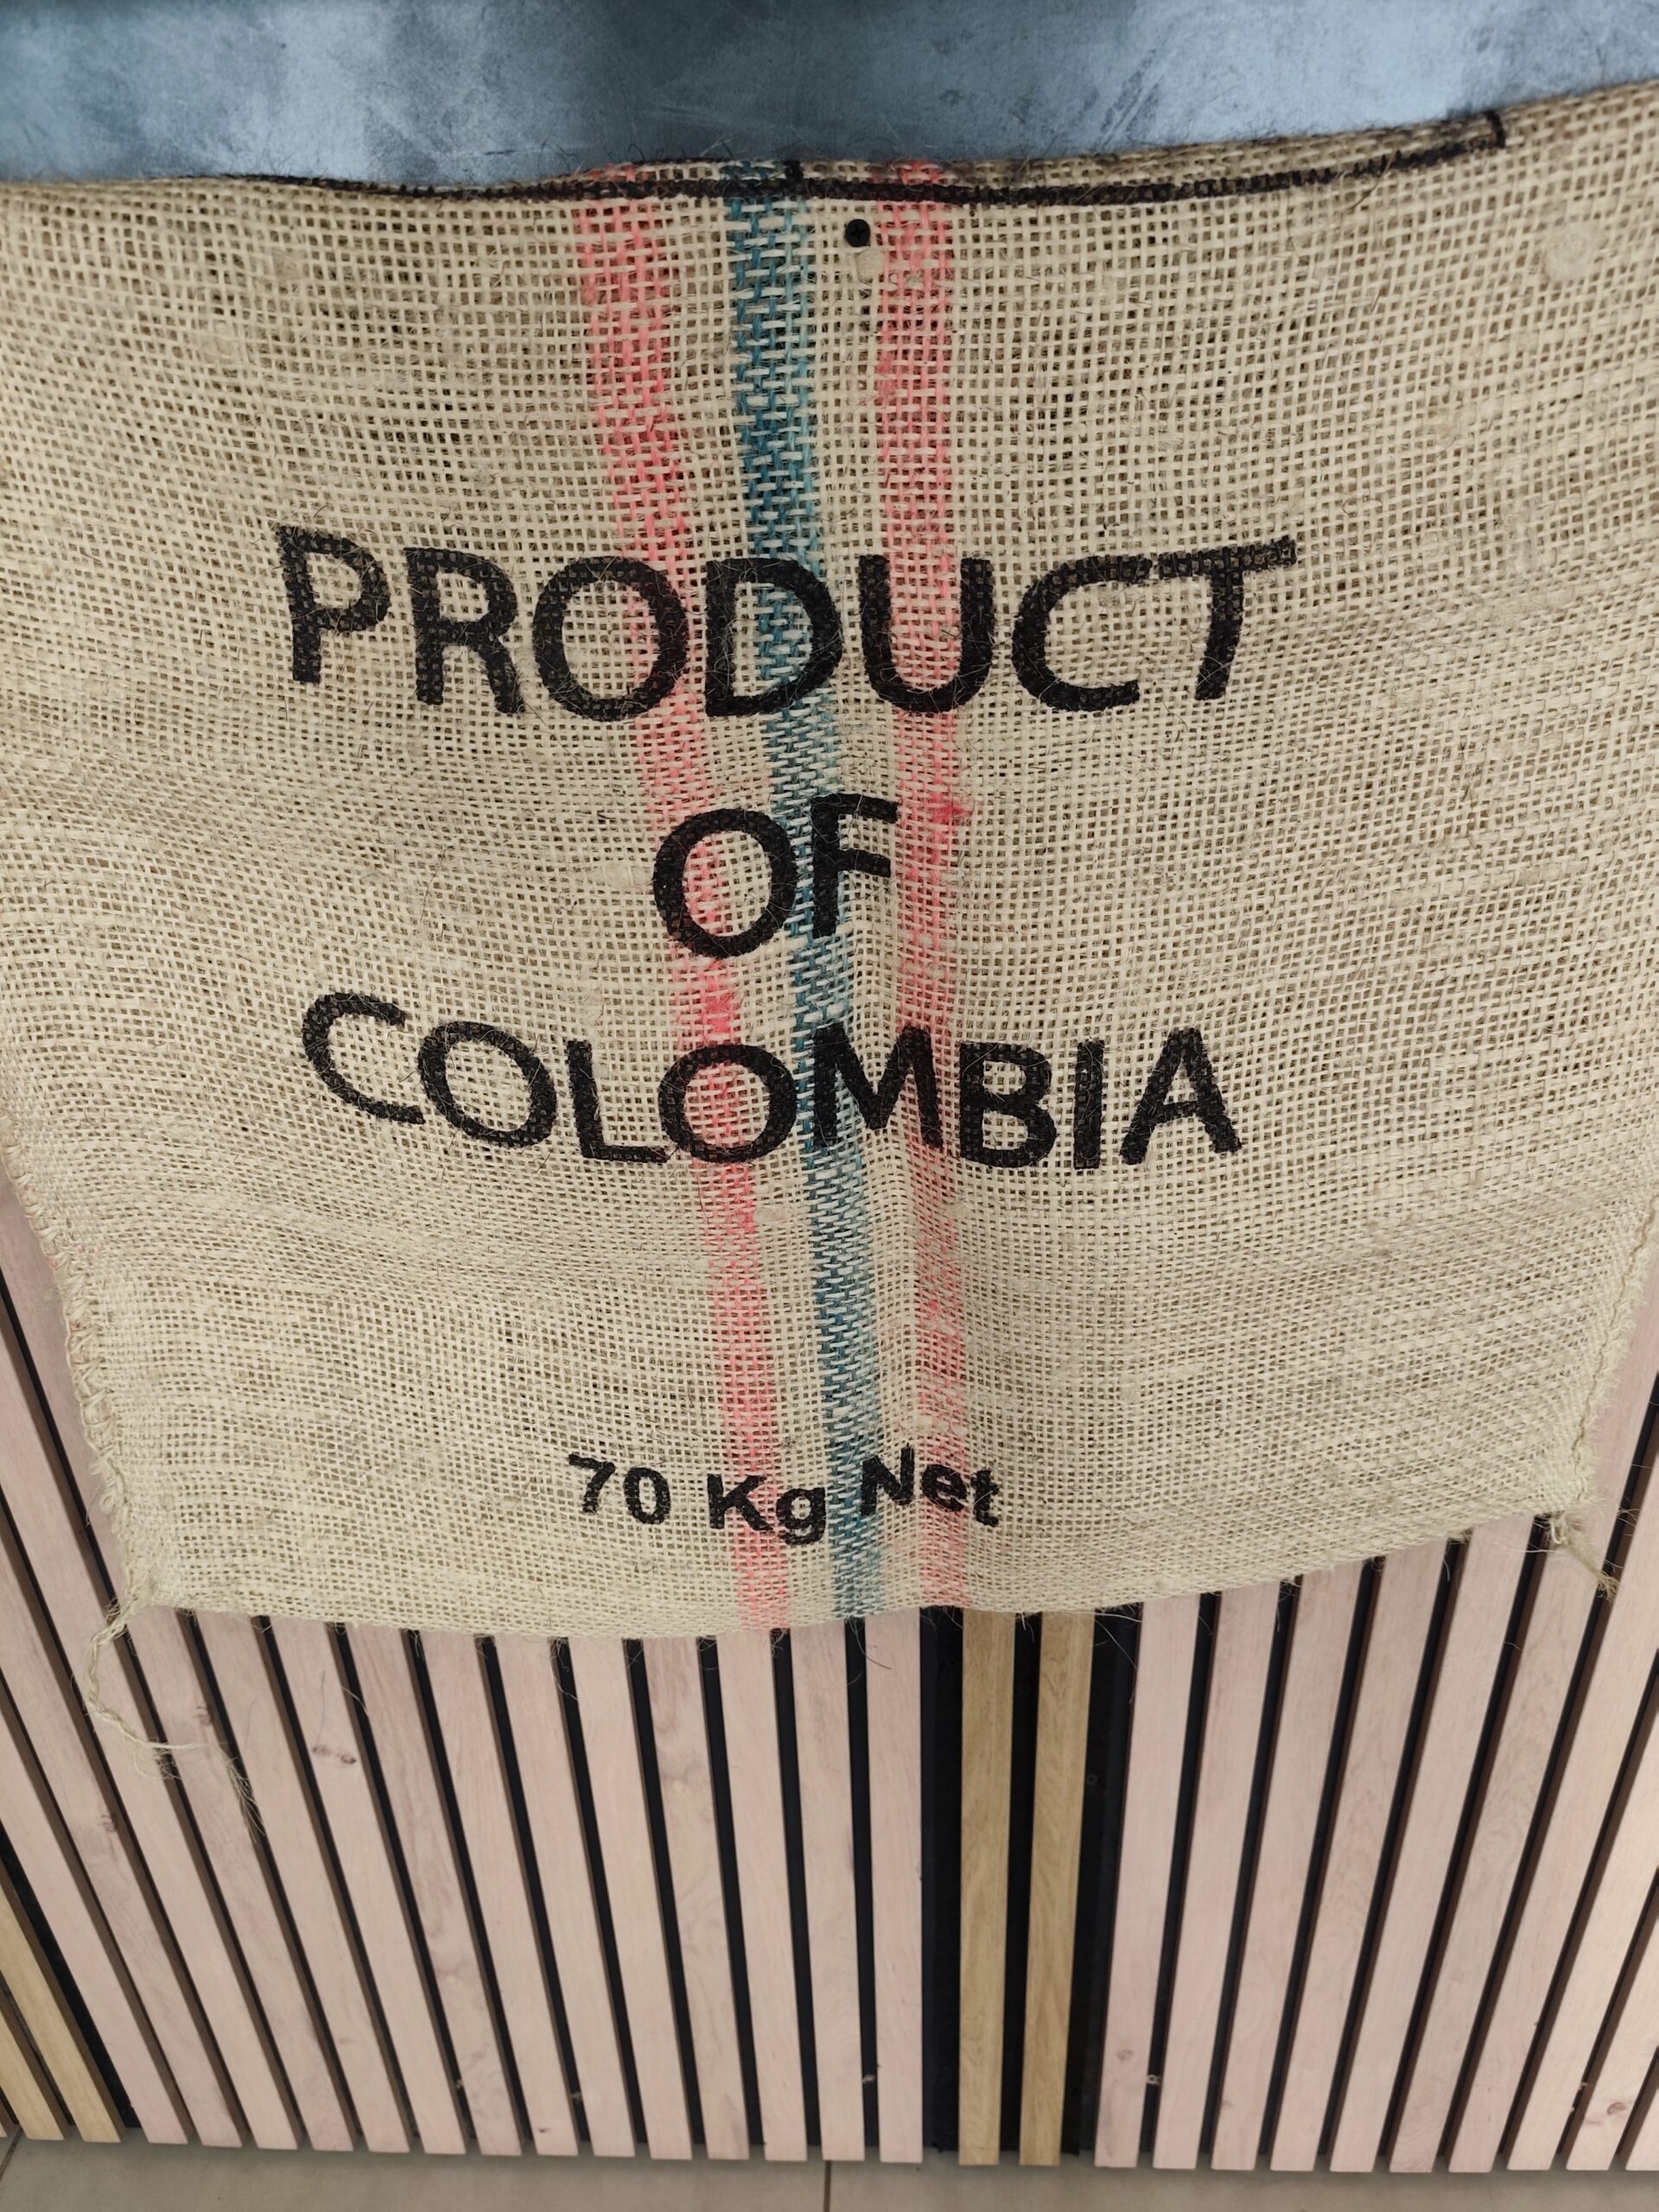 PRODUCT
OF
COLOMBIA
70 Kg Net